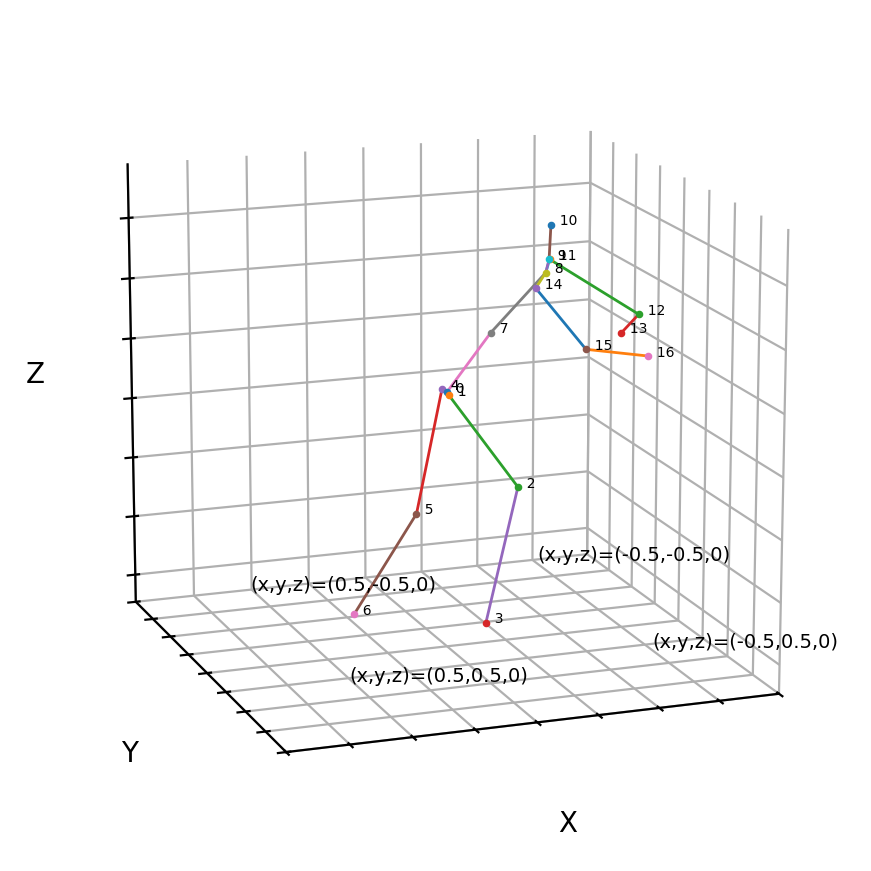 10
9
11
8
14
12
13
7
15
16
Z
4
0
1
2
5
(x,y,z)=(-0.5,-0.5,0)
(x,y,z)=(0.5,-0.5,0)
6
3
(x,y,z)=(-0.5,0.5,0)
(x,y,z)=(0.5,0.5,0)
Y
X